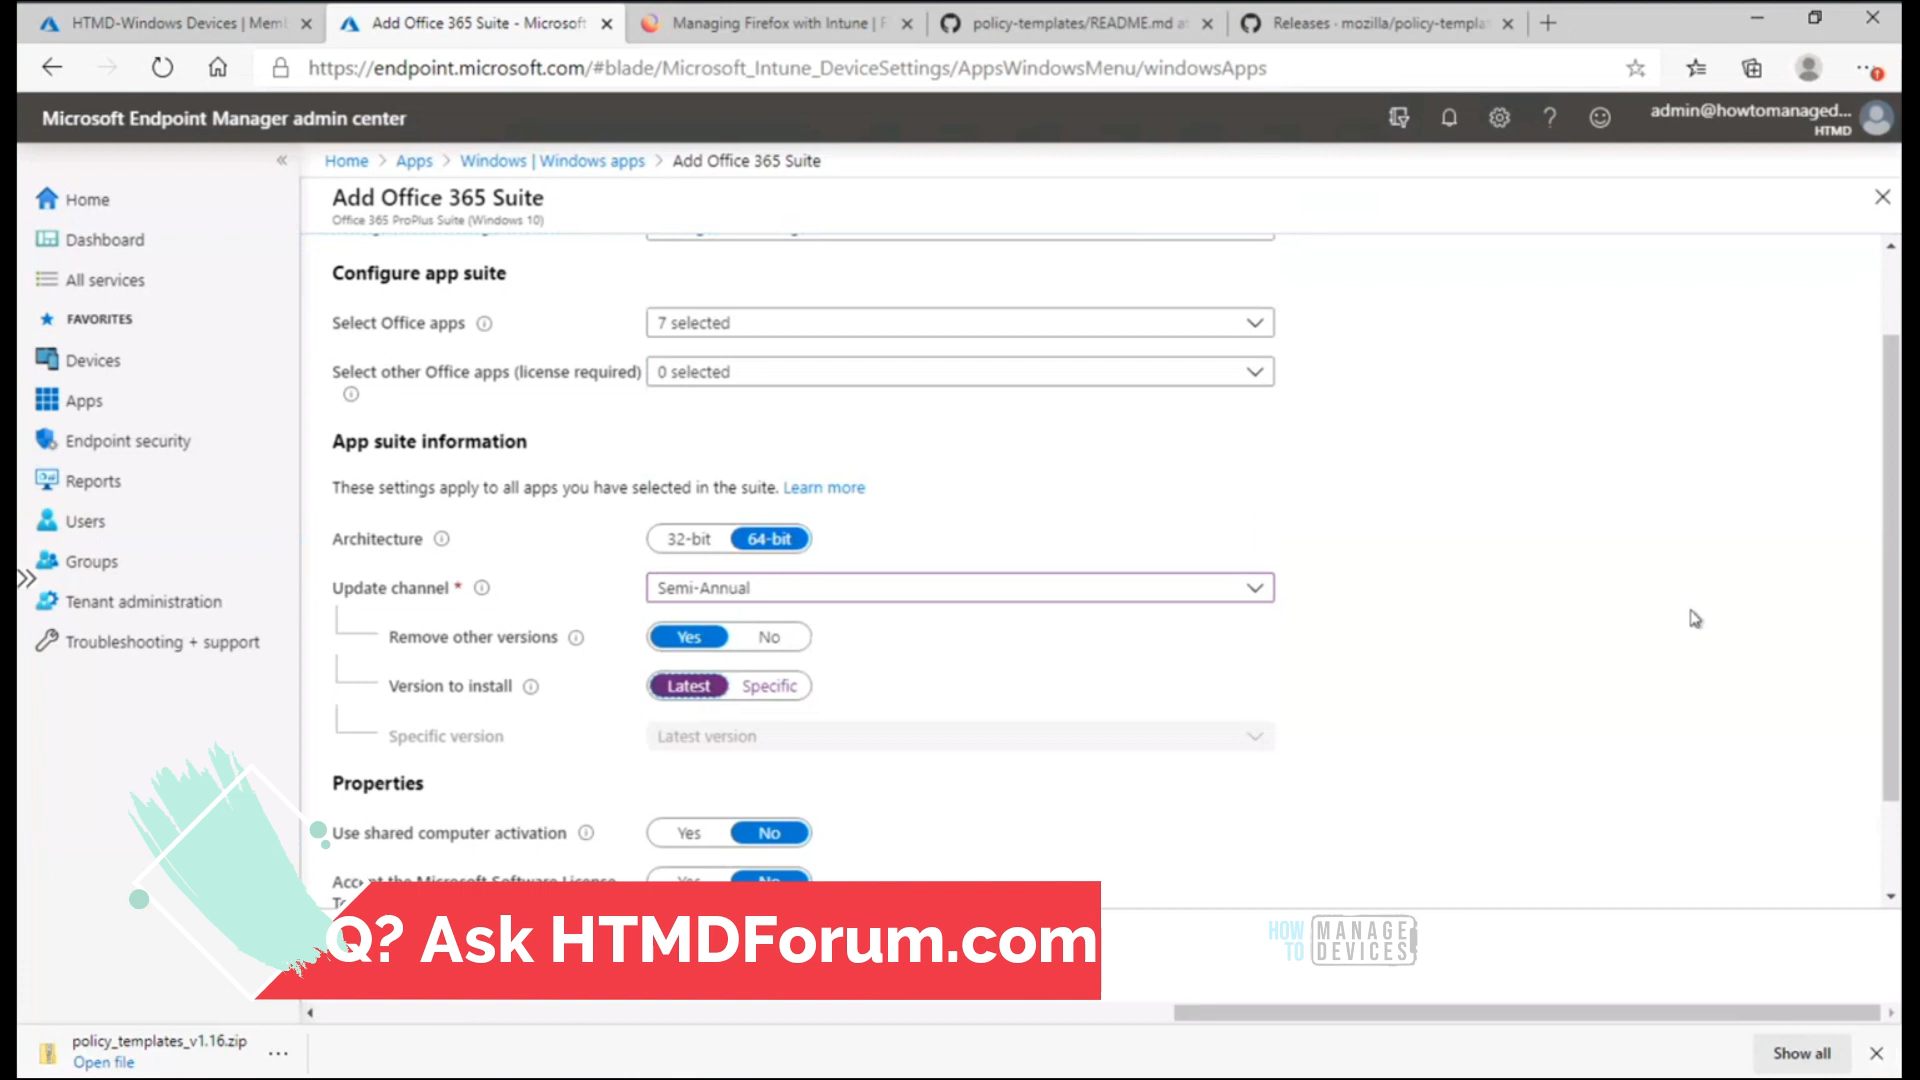 HTMD-Windows Devices | Mem
Add Office 365 Suite - Microsoft
Managing Firefox with Intune | F
policy-templates/README.md a
Releases · mozilla/policy-templa
https://endpoint.microsoft.com/#blade/Microsoft_Intune_DeviceSettings/AppsWindowsMenu/windowsApps
Microsoft Endpoint Manager admin center
admin@howtomanaged...
HTMD
Home > Apps > Windows | Windows apps > Add Office 365 Suite
Add Office 365 Suite
Office 365 ProPlus Suite (Windows 10)
Home
Dashboard
All services
FAVORITES
Devices
Apps
Endpoint security
Reports
Users
Groups
Tenant administration
Troubleshooting + support
Configure app suite
Select Office apps 7 selected
Select other Office apps (license required) 0 selected
App suite information
These settings apply to all apps you have selected in the suite. Learn more
Architecture 32-bit 64-bit
Update channel * Semi-Annual
Remove other versions Yes No
Version to install Latest Specific
Specific version Latest version
Properties
Use shared computer activation Yes No
the Microsoft Software License Yes No
Q? Ask HTMDForum.com
HOW TO MANAGE DEVICES
policy_templates_v1.16.zip
Open file
Show all